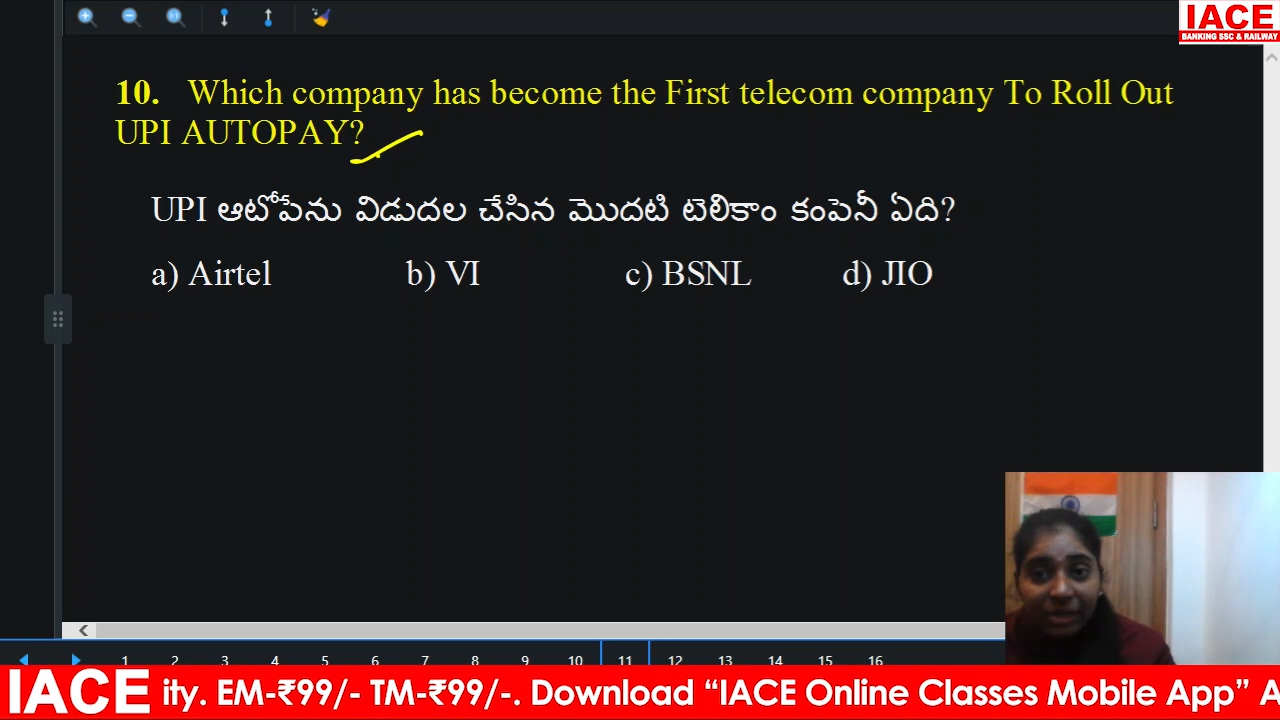 IACE
BANKING SSC & RAILWAY
10. Which company has become the First telecom company To Roll Out
UPI AUTOPAY?
UPI ఆటోపేను విడుదల చేసిన మొదటి టెలికాం కంపెనీ ఏది?
a) Airtel b) VI c) BSNL d) JIO
1 2 3 4 5 6 7 8 9 10 11 12 13 14 15 16
IACE ity. EM-₹99/- TM-₹99/-. Download “IACE Online Classes Mobile App” A